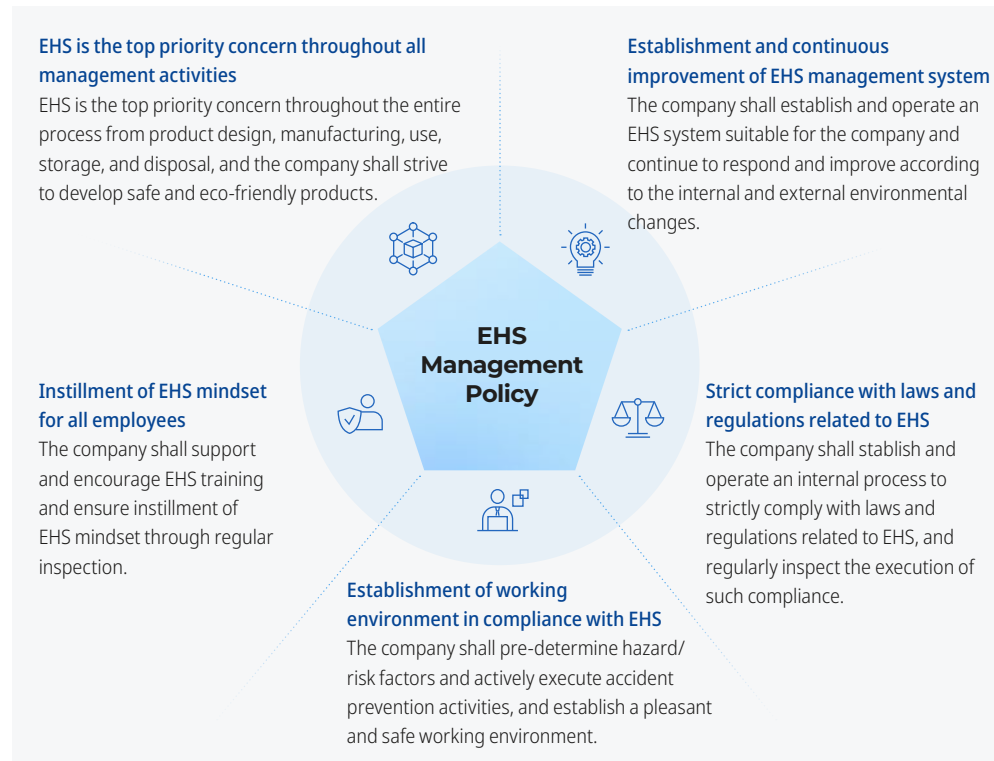 EHS is the top priority concern throughout all
management activities
EHS is the top priority concern throughout the entire
process from product design, manufacturing, use,
storage, and disposal, and the company shall strive
to develop safe and eco-friendly products.
Establishment and continuous
improvement of EHS management system
The company shall establish and operate an
EHS system suitable for the company and
continue to respond and improve according
to the internal and external environmental
changes.
EHS
Management
Policy
Instillment of EHS mindset
for all employees
The company shall support
and encourage EHS training
and ensure instillment of
EHS mindset through regular
inspection.
Strict compliance with laws and
regulations related to EHS
The company shall stablish and
operate an internal process to
strictly comply with laws and
regulations related to EHS, and
regularly inspect the execution of
such compliance.
Establishment of working
environment in compliance with EHS
The company shall pre-determine hazard/
risk factors and actively execute accident
prevention activities, and establish a pleasant
and safe working environment.